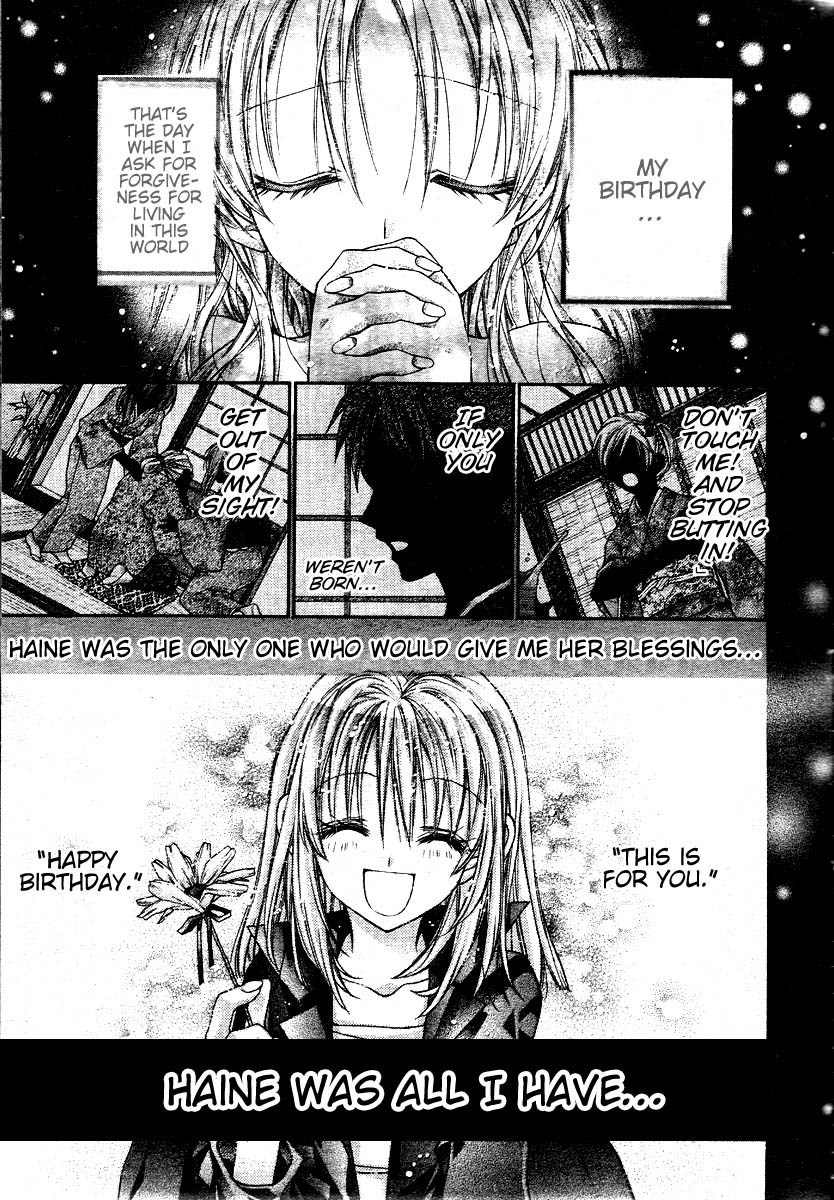 MY
BIRTHDAY
...
THAT'S
THE DAY
WHEN I
ASK FOR
FORGIVE-
NESS FOR
LIVING
IN THIS
WORLD
DON'T
TOUCH
ME!
AND
STOP
BUTTING
IN!
IF
ONLY
YOU
WEREN'T
BORN...
GET
OUT
OF
MY
SIGHT!
HAINE WAS THE ONLY ONE WHO WOULD GIVE ME HER BLESSINGS...
"THIS IS
FOR YOU."
"HAPPY
BIRTHDAY."
HAINE WAS ALL I HAVE...